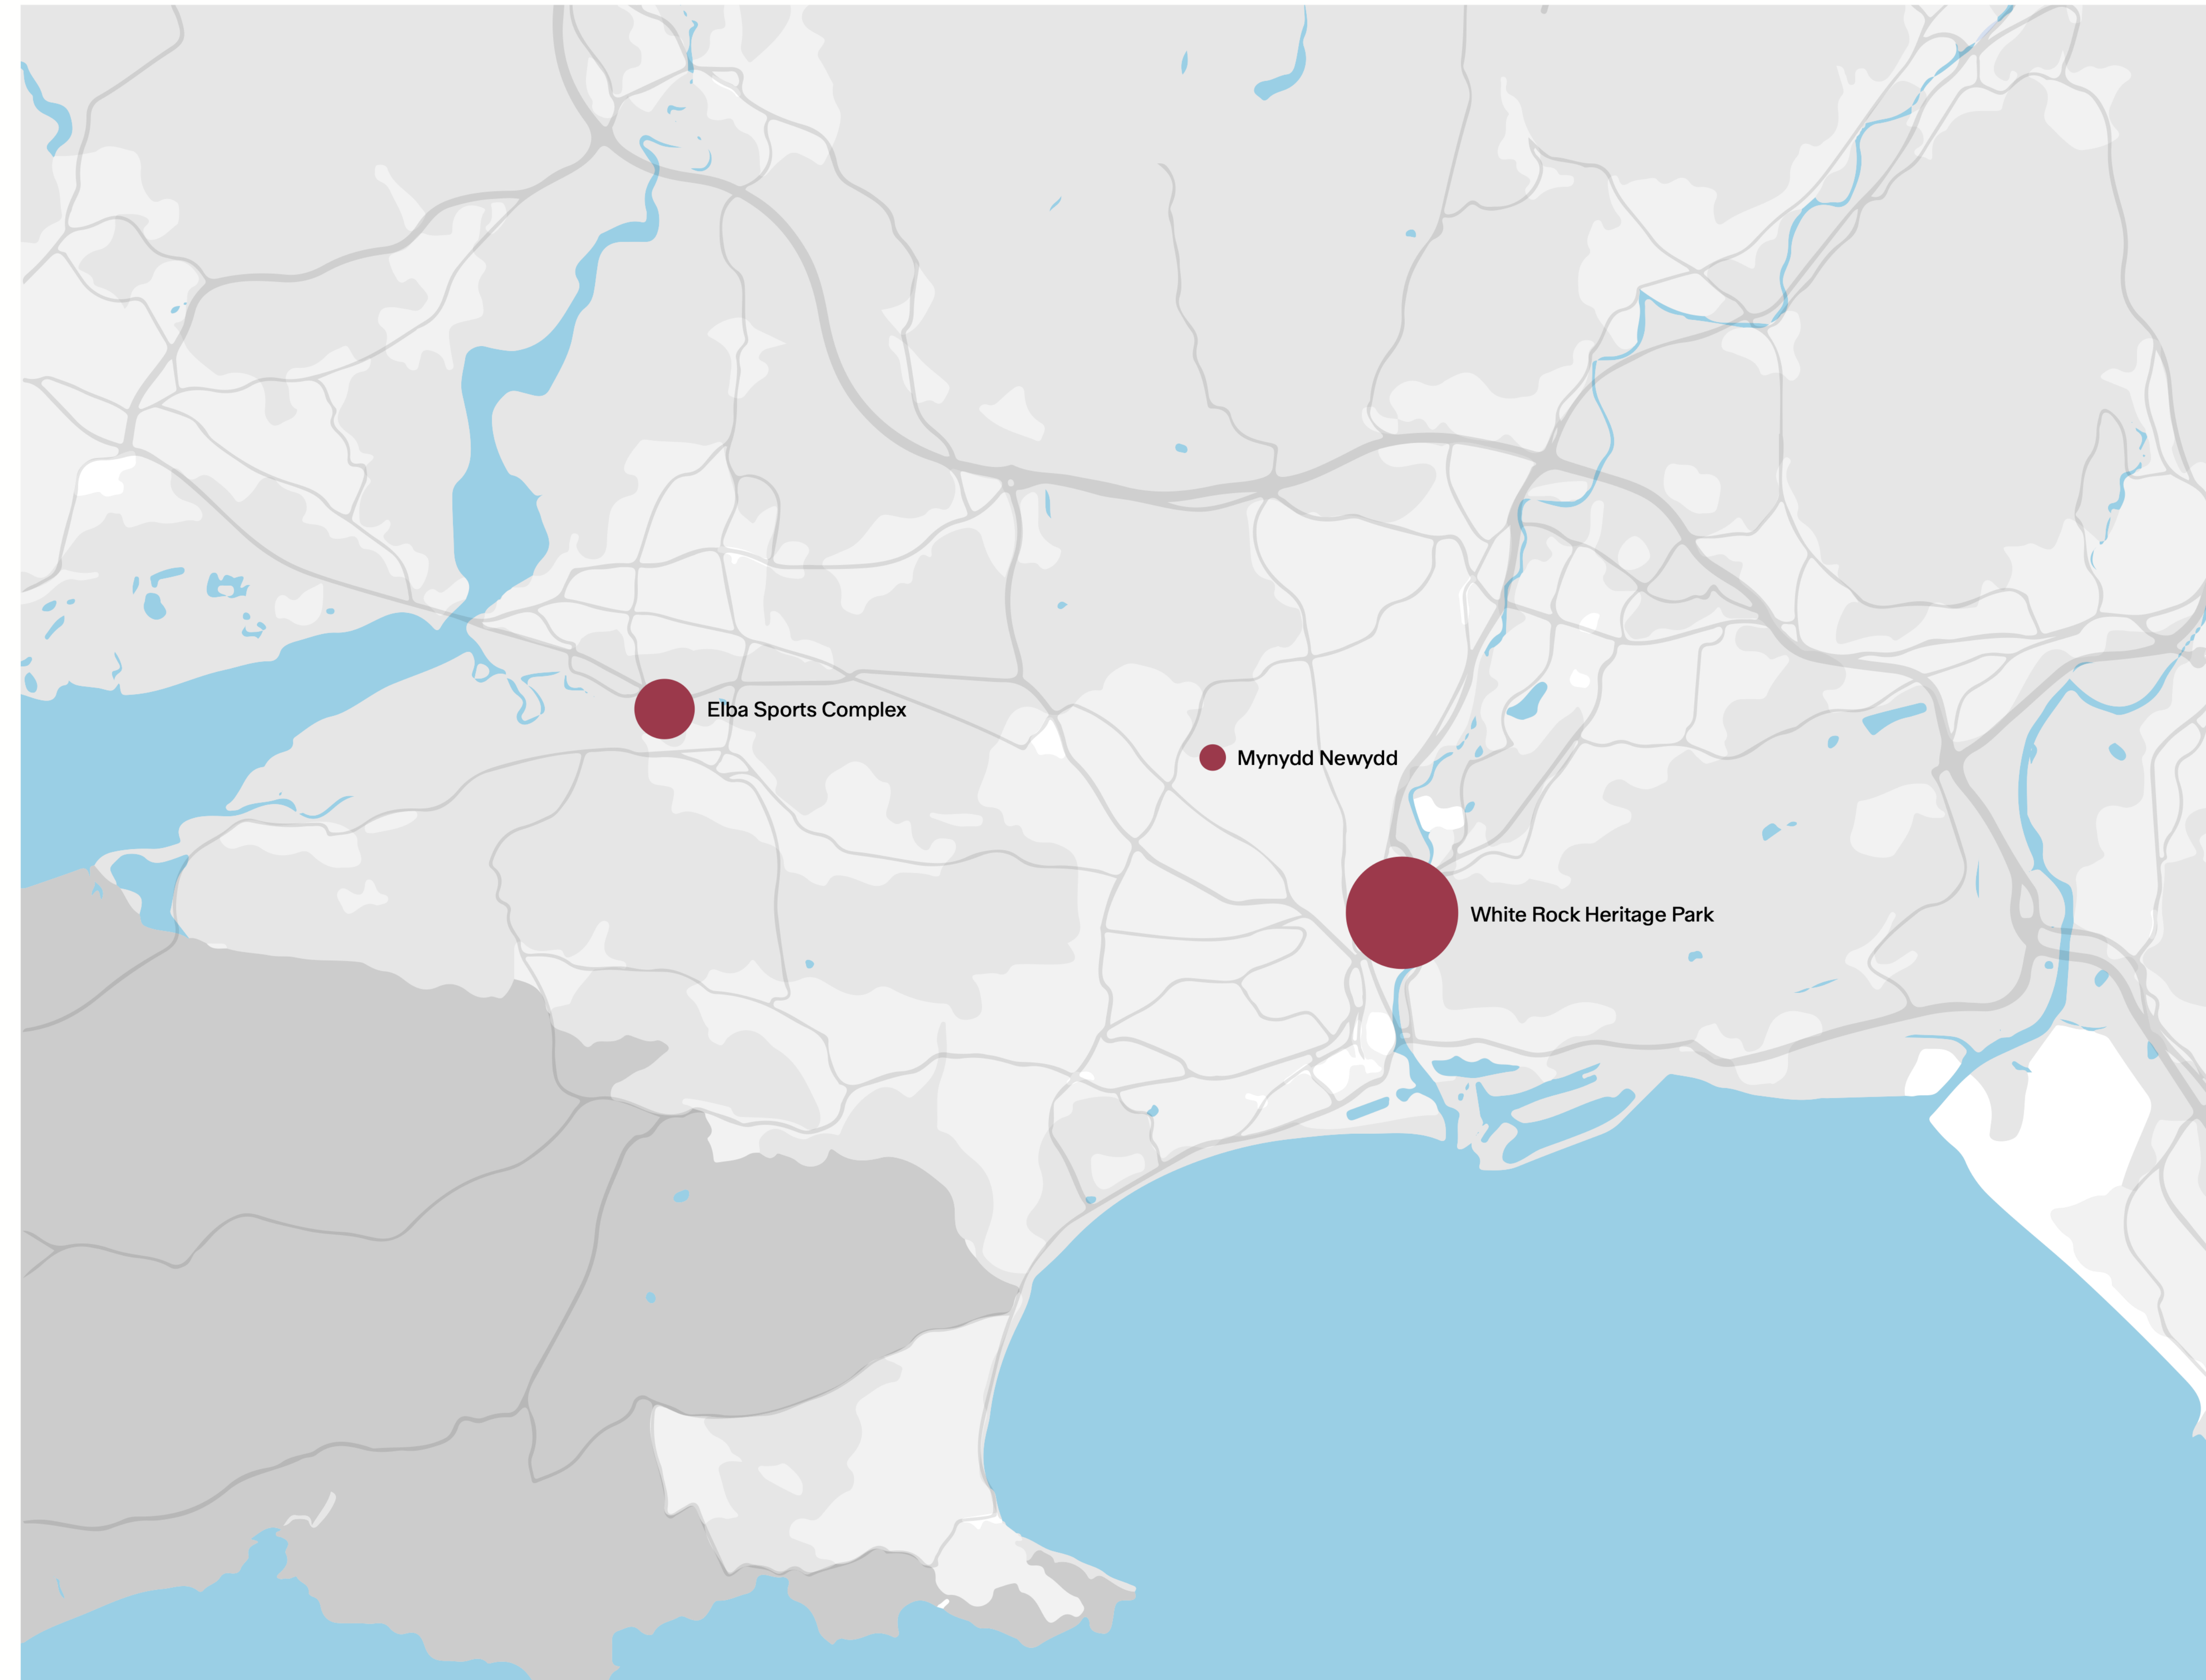 Elba Sports Complex
Mynydd Newydd
White Rock Heritage Park